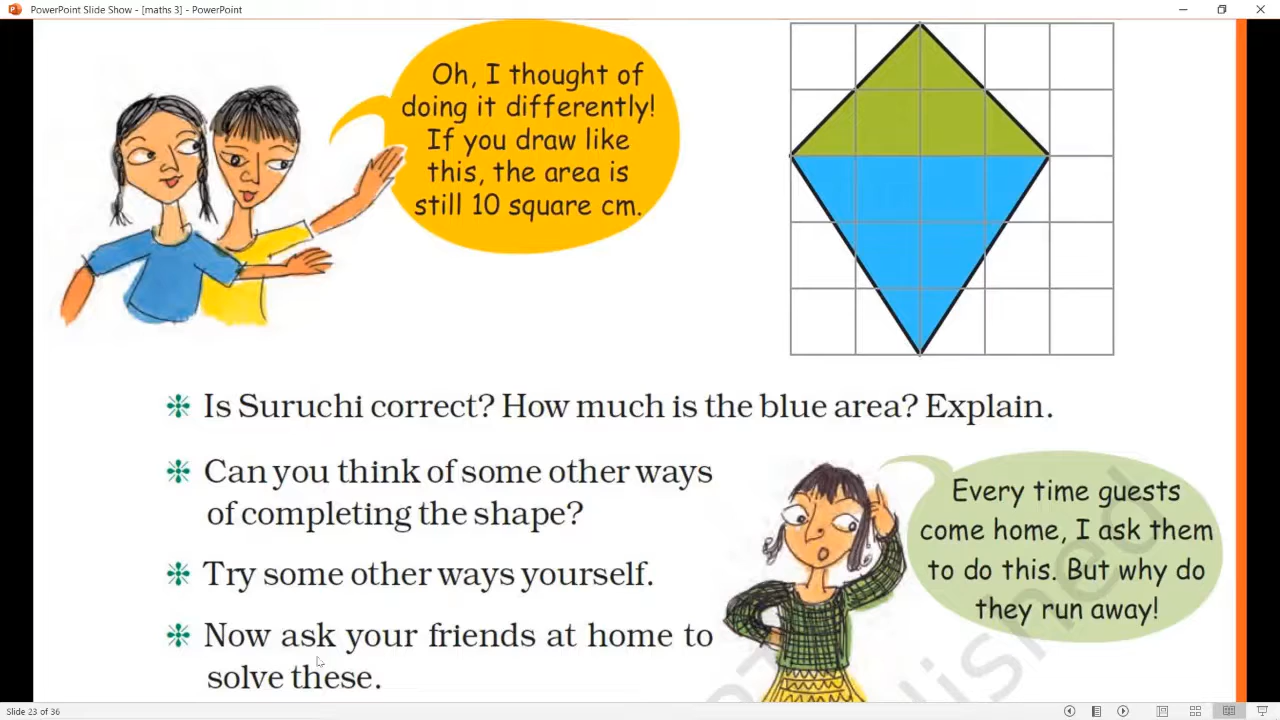 PowerPoint Slide Show - [maths 3] - PowerPoint
Oh, I thought of
doing it differently!
If you draw like
this, the area is
still 10 square cm.
Is Suruchi correct? How much is the blue area? Explain.
Can you think of some other ways
of completing the shape?
Try some other ways yourself.
Now ask your friends at home to
solve these.
Every time guests
come home, I ask them
to do this. But why do
they run away!
Slide 23 of 36